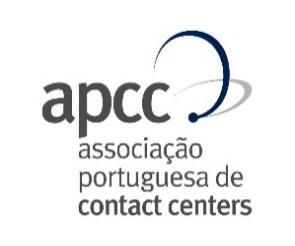 apcc
associação
portuguesa de
contact centers